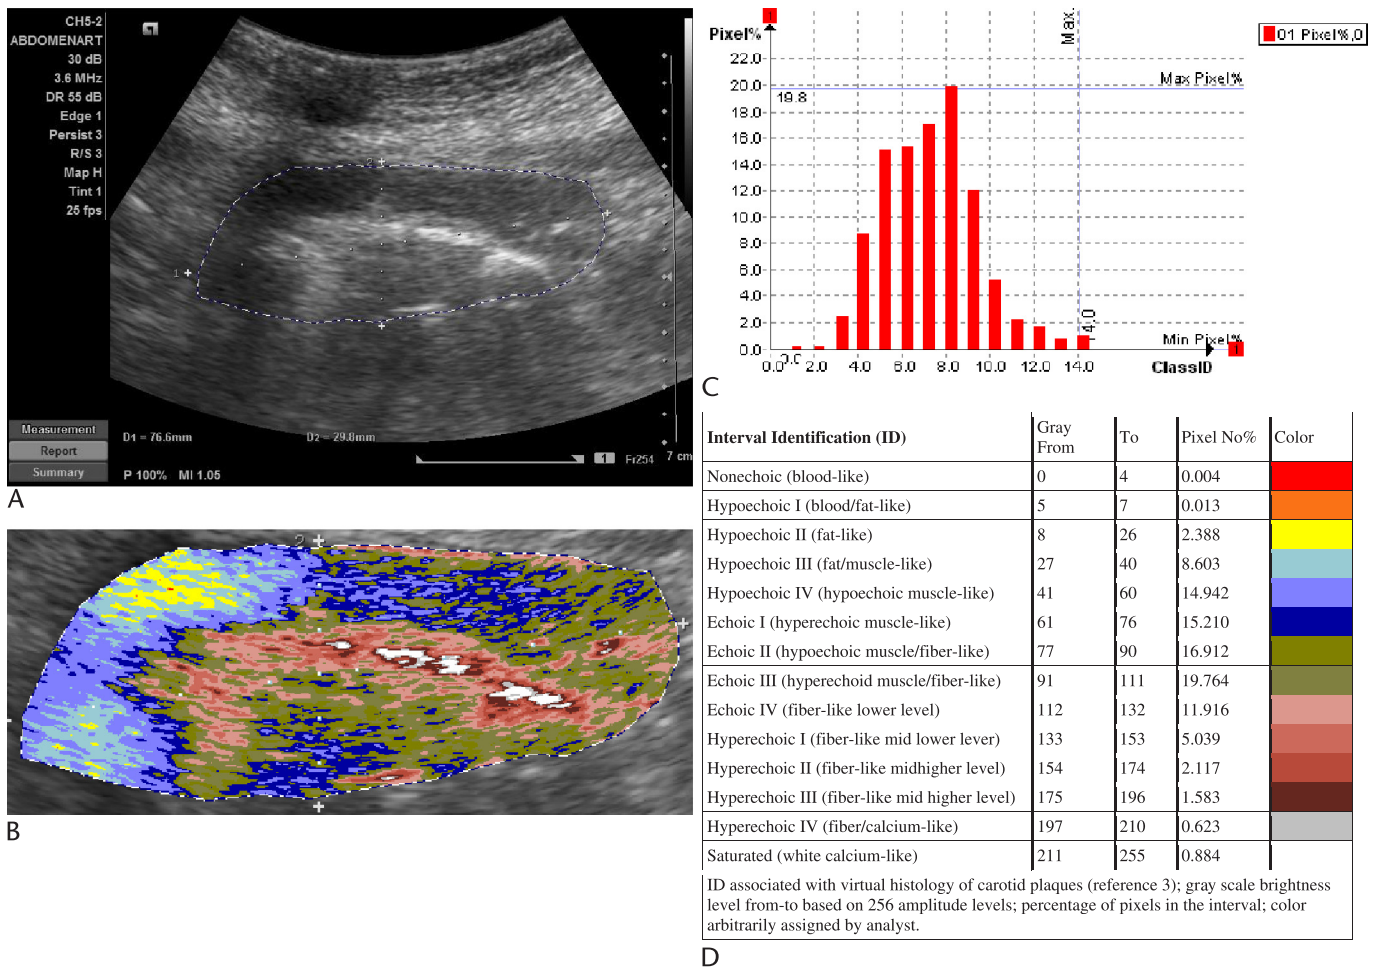 CH5-2
ABDOMENART
30 dB
3.6 MHz
DR 55 dB
Edge 1
Persist 3
R/S 3
Map H
Tint 1
25 fps
2
1
Measurement
Report
Summary
D1 = 76.6mm
D2 = 29.8mm
P 100% MI 1.05
1
Fr254
7 cm
A
2
B
1
Pixel%
Max.
01 Pixel%,0
22.0
20.0
18.0
16.0
14.0
12.0
10.0
8.0
6.0
4.0
2.0
0.0
Max Pixel%
19.8
Min Pixel%
14.0
0.0
0.0 2.0 4.0 6.0 8.0 10.0 12.0 14.0
ClassID
1
C
Interval Identification (ID) Gray From To Pixel No% Color
Nonechoic (blood-like) 0 4 0.004
Hypoechoic I (blood/fat-like) 5 7 0.013
Hypoechoic II (fat-like) 8 26 2.388
Hypoechoic III (fat/muscle-like) 27 40 8.603
Hypoechoic IV (hypoechoic muscle-like) 41 60 14.942
Echoic I (hyperechoic muscle-like) 61 76 15.210
Echoic II (hypoechoic muscle/fiber-like) 77 90 16.912
Echoic III (hyperechoid muscle/fiber-like) 91 111 19.764
Echoic IV (fiber-like lower level) 112 132 11.916
Hyperechoic I (fiber-like mid lower lever) 133 153 5.039
Hyperechoic II (fiber-like midhigher level) 154 174 2.117
Hyperechoic III (fiber-like mid higher level) 175 196 1.583
Hyperechoic IV (fiber/calcium-like) 197 210 0.623
Saturated (white calcium-like) 211 255 0.884
ID associated with virtual histology of carotid plaques (reference 3); gray scale brightness
level from-to based on 256 amplitude levels; percentage of pixels in the interval; color
arbitrarily assigned by analyst.
D